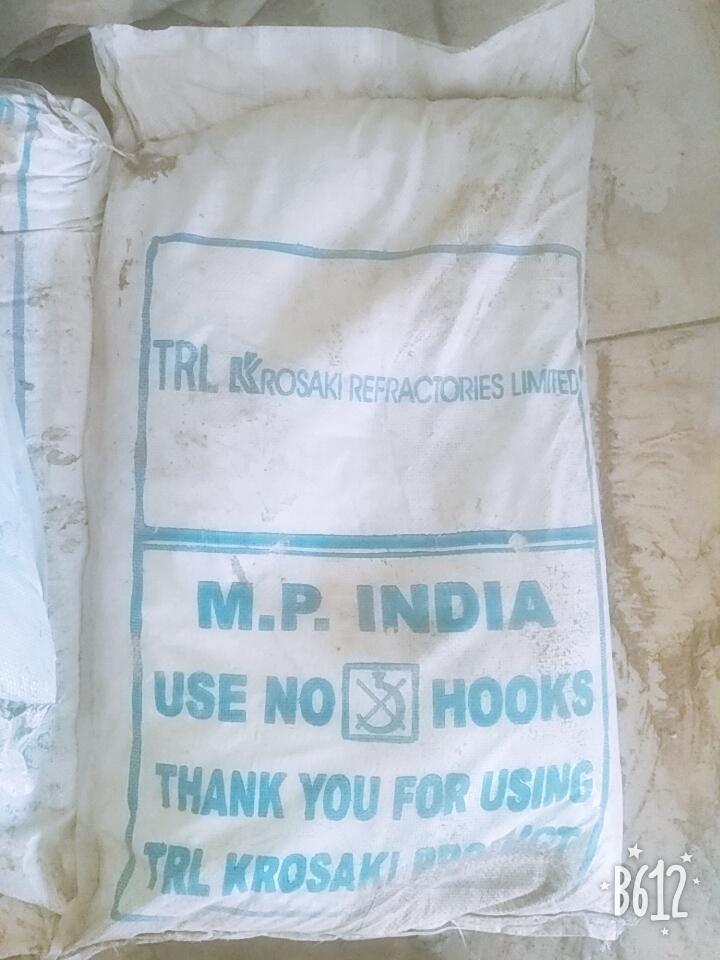 TRL KROSAKI REFRACTORIES LIMITED
M.P. INDIA
USE NO HOOKS
THANK YOU FOR USING
TRL KROSAKI
B612